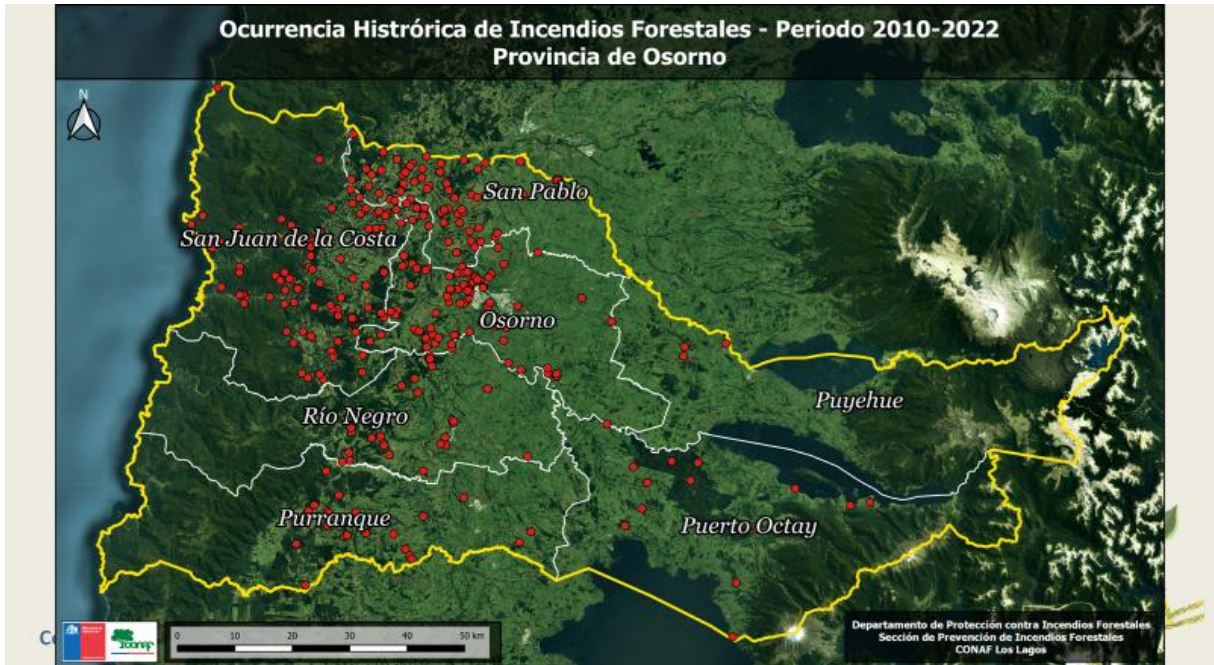 Ocurrencia Histrórica de Incendios Forestales - Periodo 2010-2022
Provincia de Osorno
N
San Pablo
San Juan de la Costa
Osorno
Puyehue
Río Negro
Purranque
Puerto Octay
0 10 20 30 40 50 km
CONAF
Departamento de Protección contra Incendios Forestales
Sección de Prevención de Incendios Forestales
CONAF Los Lagos